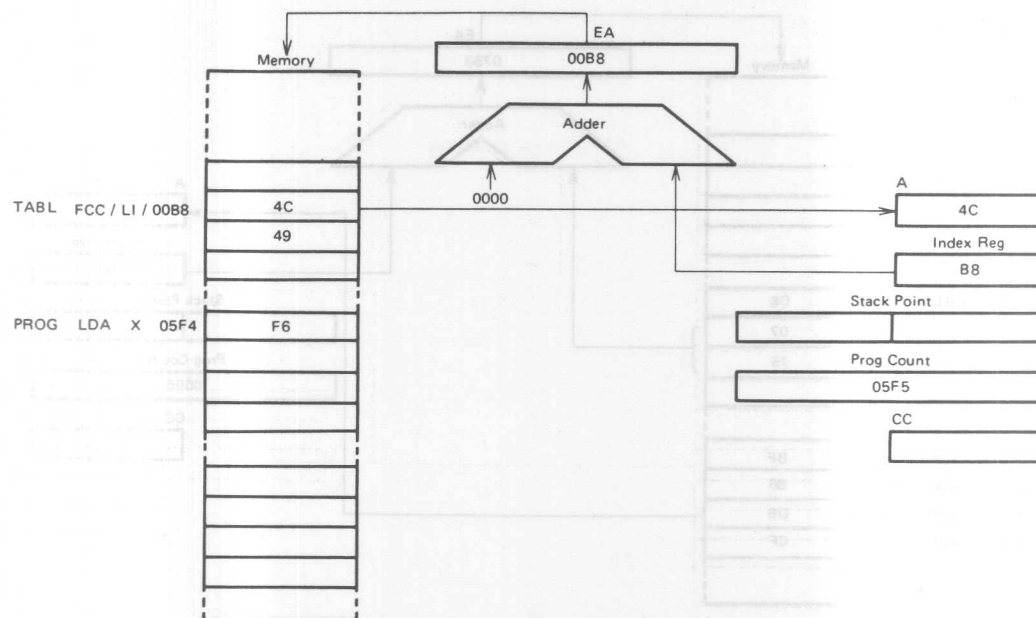 EA
00B8
Memory
Adder
0000
A
TABL FCC / LI / 00B8 4C 4C
49
Index Reg
B8
Stack Point
PROG LDA X 05F4 F6
Prog Count
05F5
CC